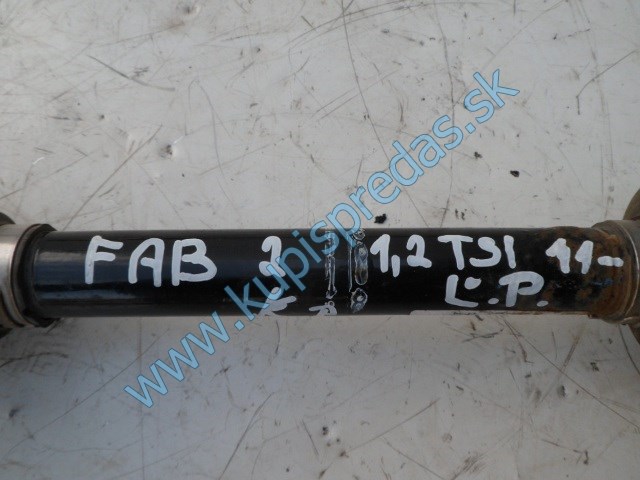 FAB 2 1,2 TSI 11-
Ľ.P.
www.kupispredas.sk